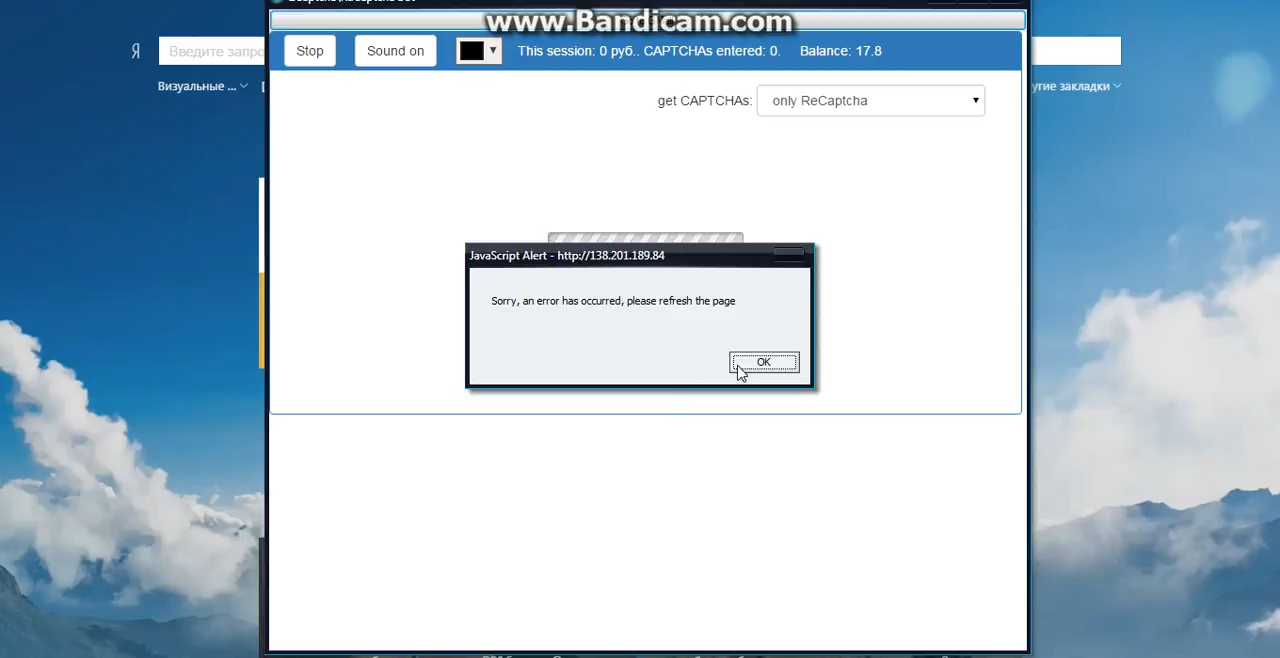 www.Bandicam.com
Я
Введите запро
Stop
Sound on
This session: 0 руб.. CAPTCHAs entered: 0.
Balance: 17.8
Визуальные ...
угие закладки
get CAPTCHAs:
only ReCaptcha
JavaScript Alert - http://138.201.189.84
Sorry, an error has occurred, please refresh the page
OK